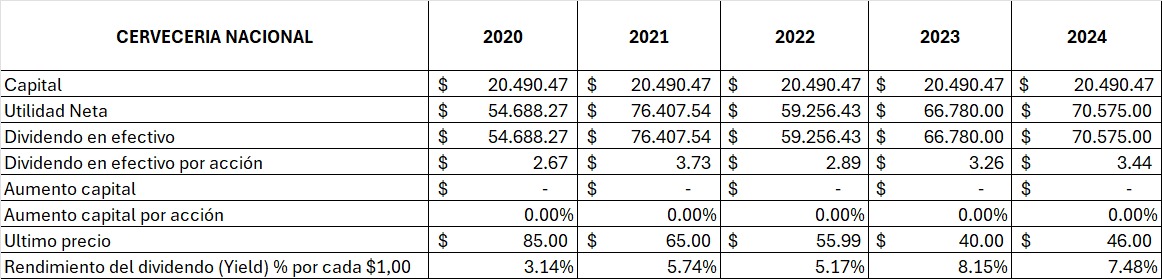 CERVECERIA NACIONAL 2020 2021 2022 2023 2024
Capital $ 20.490.47 $ 20.490.47 $ 20.490.47 $ 20.490.47 $ 20.490.47
Utilidad Neta $ 54.688.27 $ 76.407.54 $ 59.256.43 $ 66.780.00 $ 70.575.00
Dividendo en efectivo $ 54.688.27 $ 76.407.54 $ 59.256.43 $ 66.780.00 $ 70.575.00
Dividendo en efectivo por acción $ 2.67 $ 3.73 $ 2.89 $ 3.26 $ 3.44
Aumento capital $ - $ - $ - $ - $ -
Aumento capital por acción 0.00% 0.00% 0.00% 0.00% 0.00%
Ultimo precio $ 85.00 $ 65.00 $ 55.99 $ 40.00 $ 46.00
Rendimiento del dividendo (Yield) % por cada $1,00 3.14% 5.74% 5.17% 8.15% 7.48%